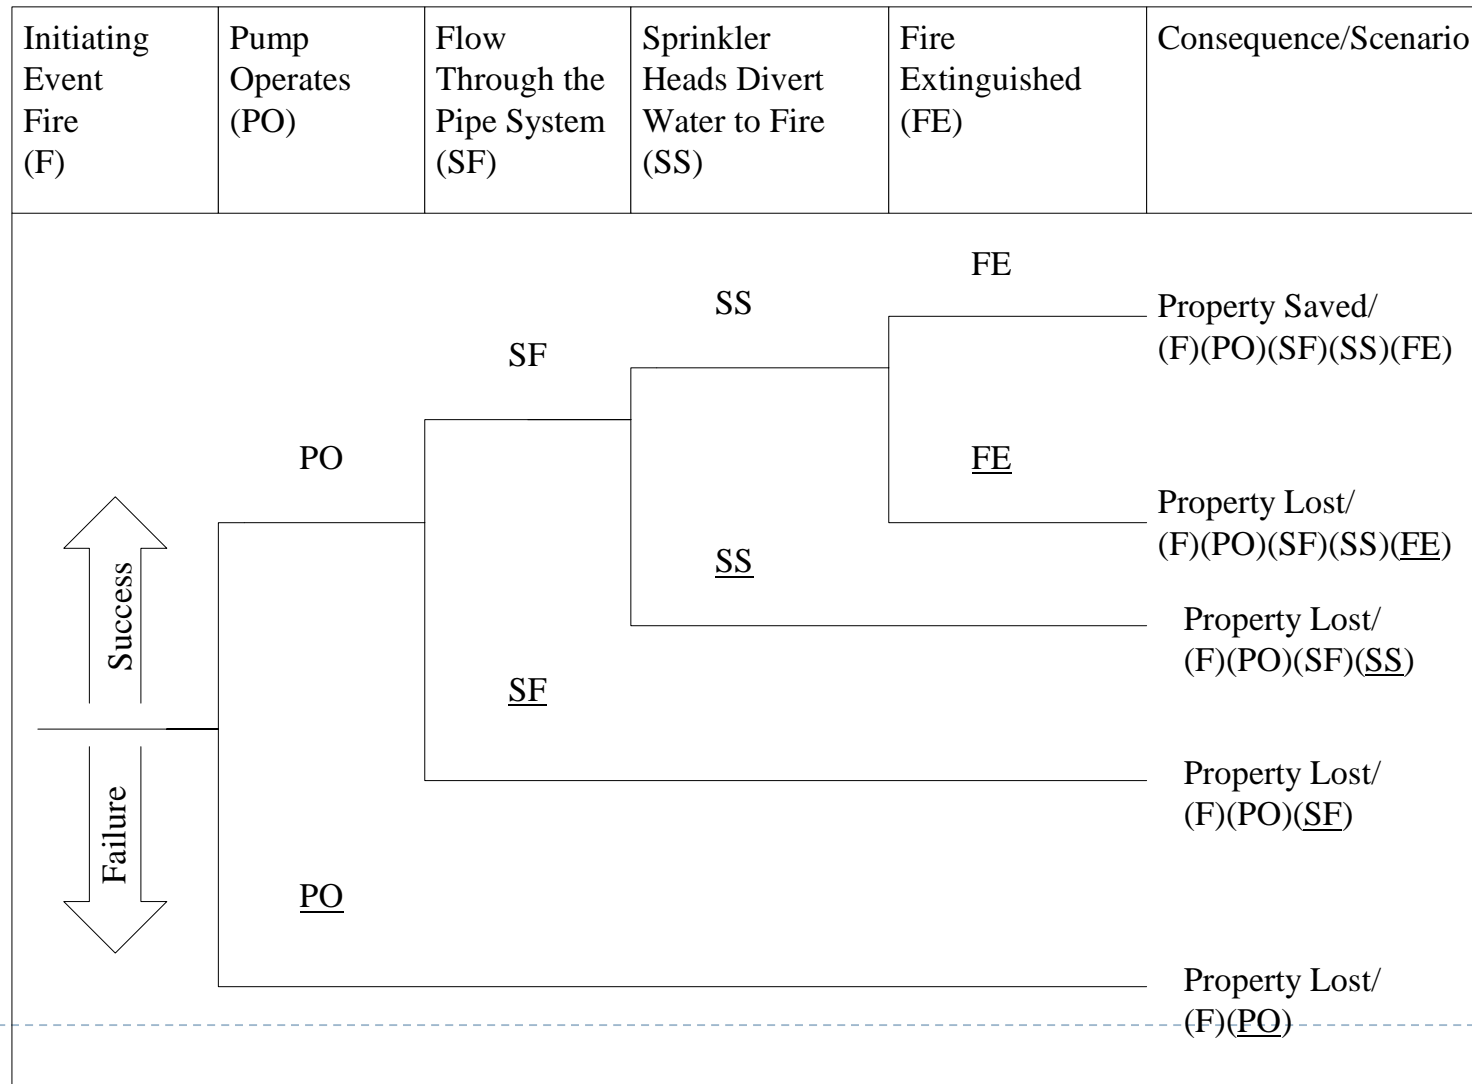 Initiating
Event
Fire
(F)
Pump
Operates
(PO)
Flow
Through the
Pipe System
(SF)
Sprinkler
Heads Divert
Water to Fire
(SS)
Fire
Extinguished
(FE)
Consequence/Scenario
FE
SS
SF
PO
Property Saved/
(F)(PO)(SF)(SS)(FE)
FE
Property Lost/
(F)(PO)(SF)(SS)(FE)
SS
Property Lost/
(F)(PO)(SF)(SS)
SF
Property Lost/
(F)(PO)(SF)
PO
Property Lost/
(F)(PO)
Success
Failure